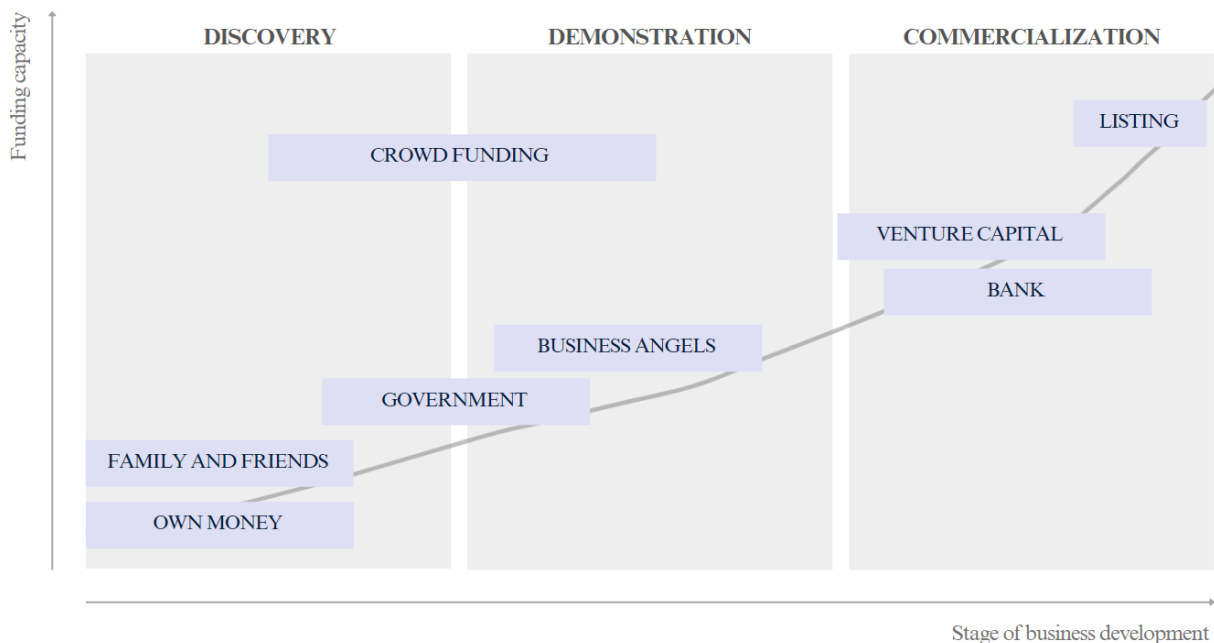 Funding capacity
DISCOVERY
DEMONSTRATION
COMMERCIALIZATION
LISTING
CROWD FUNDING
VENTURE CAPITAL
BANK
BUSINESS ANGELS
GOVERNMENT
FAMILY AND FRIENDS
OWN MONEY
Stage of business development